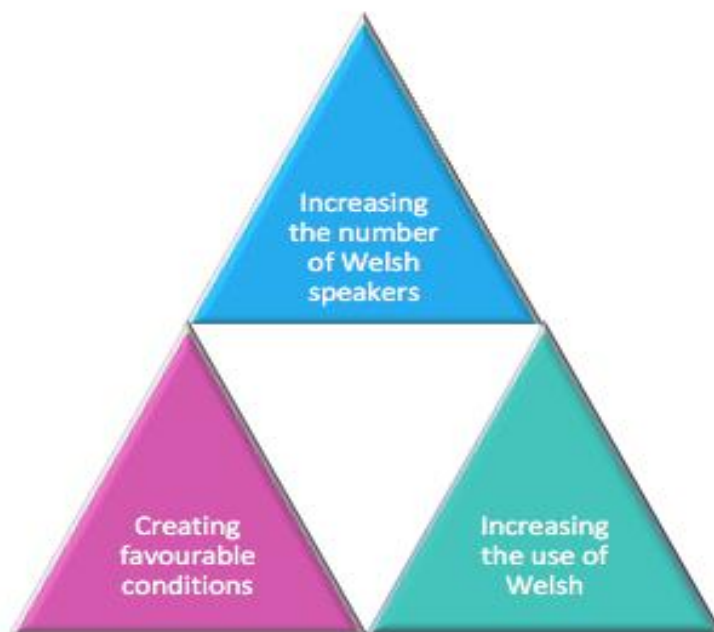 Increasing
the number
of Welsh
speakers
Creating
favourable
conditions
Increasing
the use of
Welsh